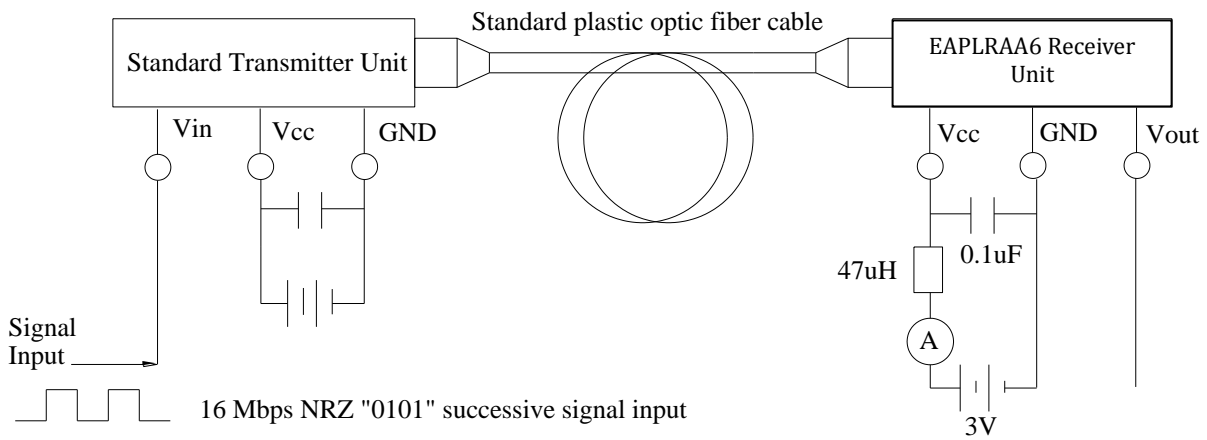 Standard plastic optic fiber cable
Standard Transmitter Unit
EAPLRAA6 Receiver
Unit
Vin
Vcc
GND
Vcc
GND
Vout
0.1uF
47uH
A
Signal
Input
16 Mbps NRZ "0101" successive signal input
3V